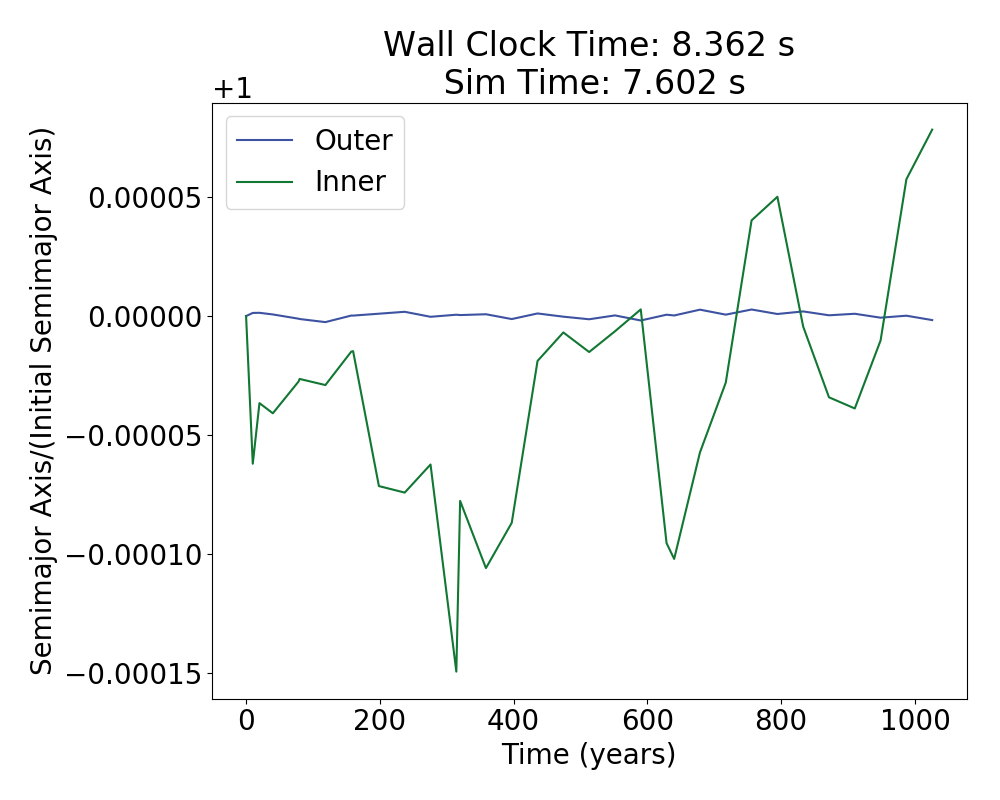 Wall Clock Time: 8.362 s
Sim Time: 7.602 s
+1
Outer
Inner
Semimajor Axis/(Initial Semimajor Axis)
0.00005
0.00000
−0.00005
−0.00010
−0.00015
0 200 400 600 800 1000
Time (years)